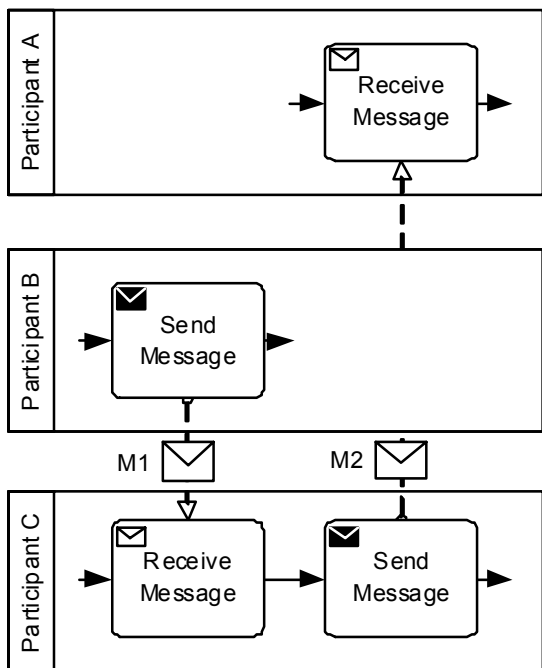 Participant A
Receive
Message
Participant B
Send
Message
M1
M2
Participant C
Receive
Message
Send
Message